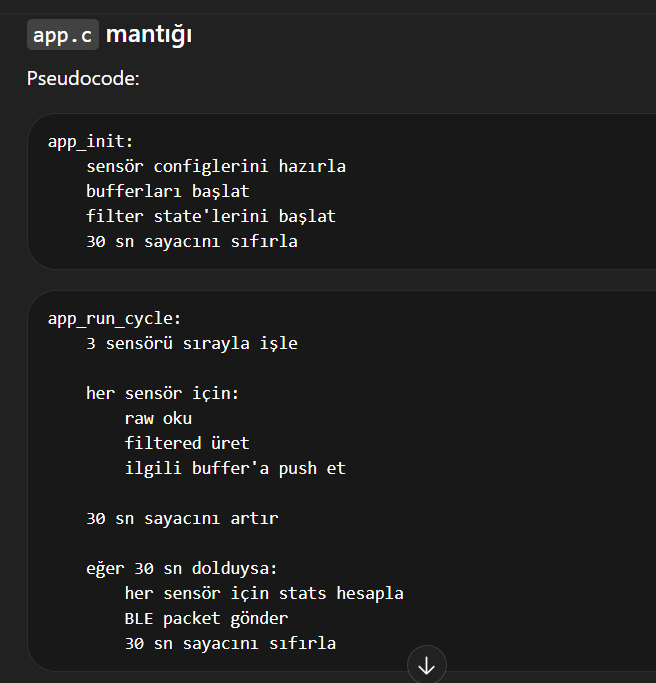 app.c mantığı
Pseudocode:
app_init:
sensör configlerini hazırla
bufferları başlat
filter state'lerini başlat
30 sn sayacını sıfırla
app_run_cycle:
3 sensörü sırayla işle
her sensör için:
raw oku
filtered üret
ilgili buffer'a push et
30 sn sayacını artır
eğer 30 sn dolduysa:
her sensör için stats hesapla
BLE packet gönder
30 sn sayacını sıfırla